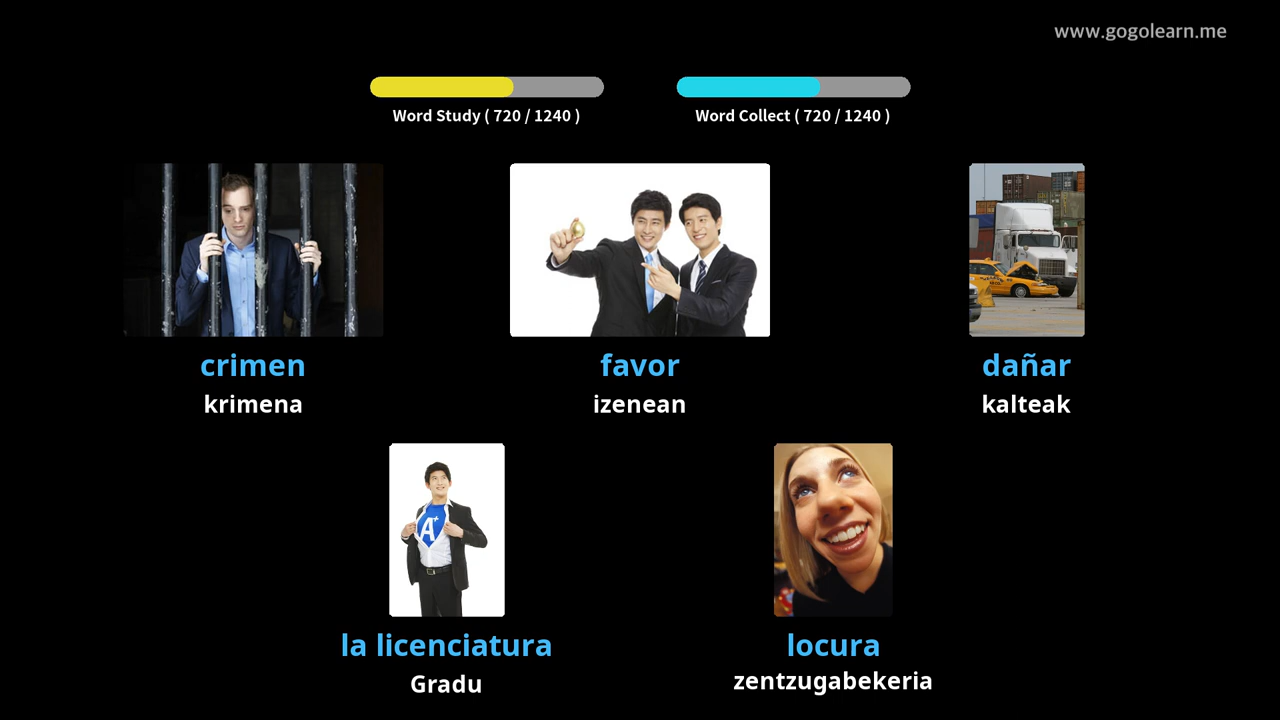 www.gogolearn.me
Word Study ( 720 / 1240 )
Word Collect ( 720 / 1240 )
crimen
krimena
favor
izenean
dañar
kalteak
A+
la licenciatura
Gradu
locura
zentzugabekeria